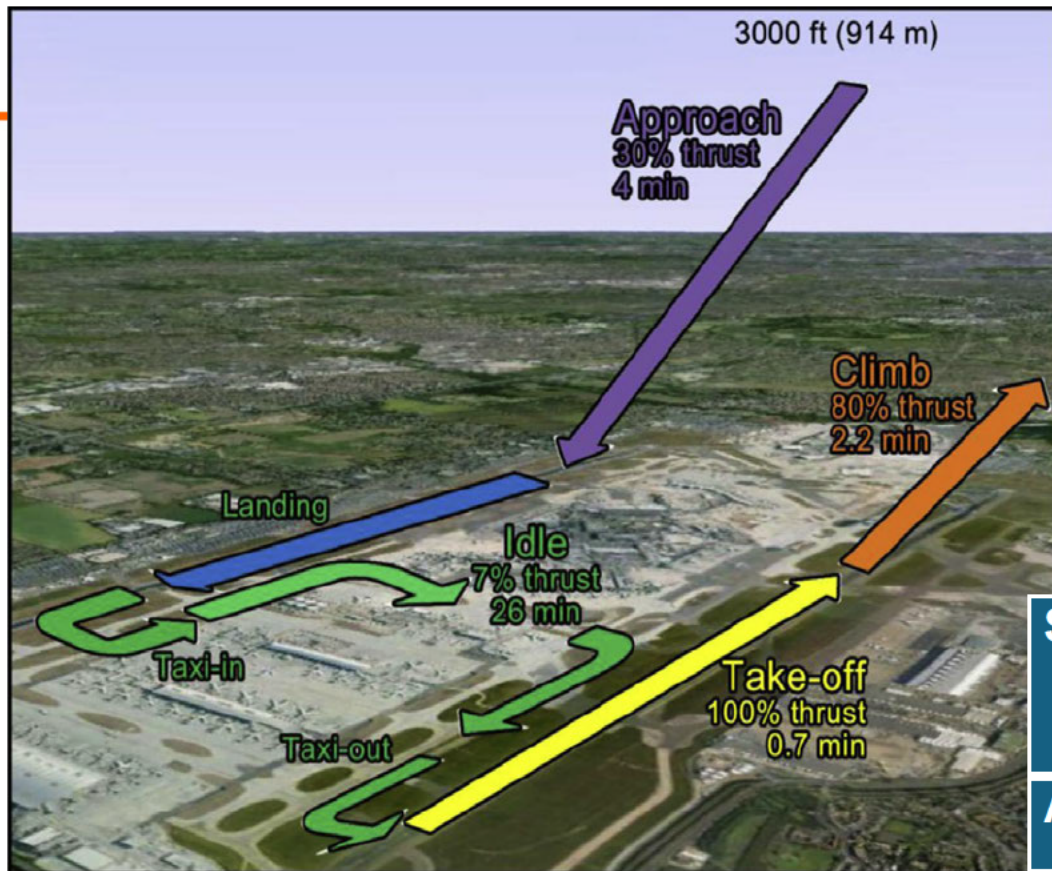 3000 ft (914 m)
Approach
30% thrust
4 min
Climb
80% thrust
2.2 min
Landing
Idle
7% thrust
26 min
Taxi-in
Take-off
100% thrust
0.7 min
Taxi-out
S
A